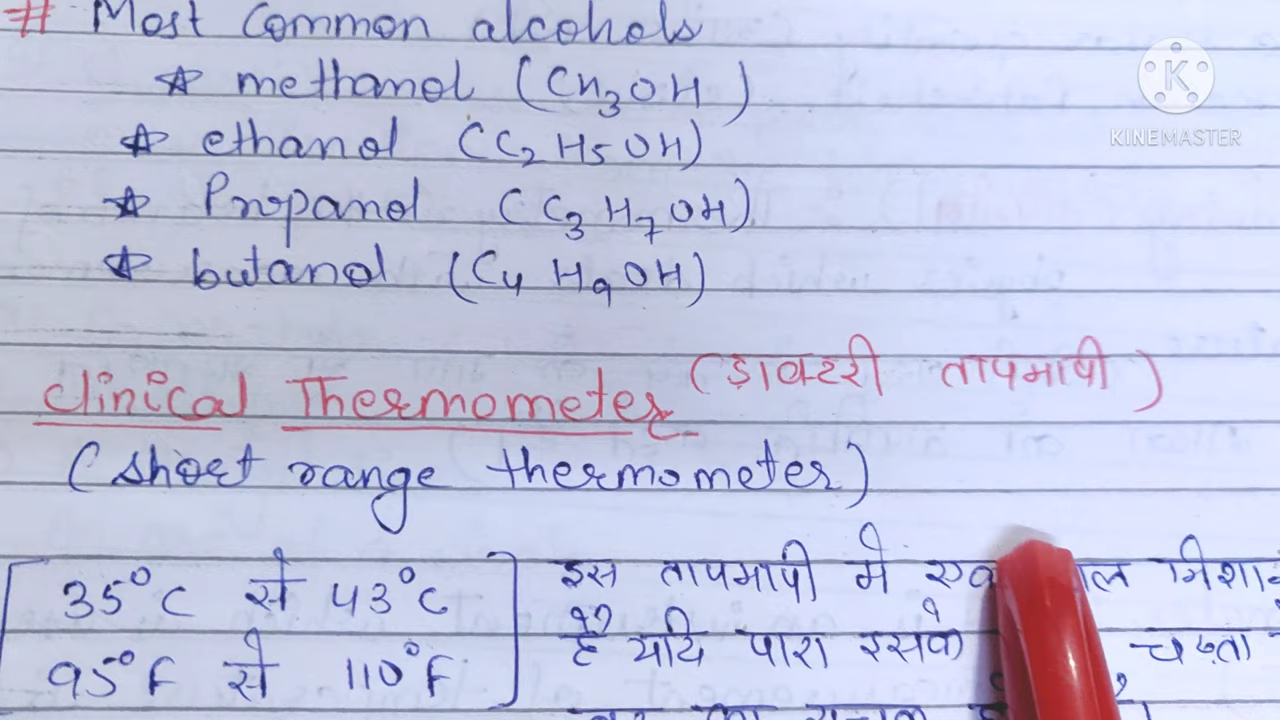 # Most Common alcohols
☆ methanol (CH₃OH)
☆ ethanol (C₂H₅OH)
☆ Propanol (C₃H₇OH)
☆ butanol (C₄H₉OH)
Clinical Thermometer (डाक्टरी तापमापी)
(short range thermometer)
35°C से 43°C
95°F से 110°F
इस तापमापी मे
है यदि पारा इसके चढ़ता
K
KINEMASTER